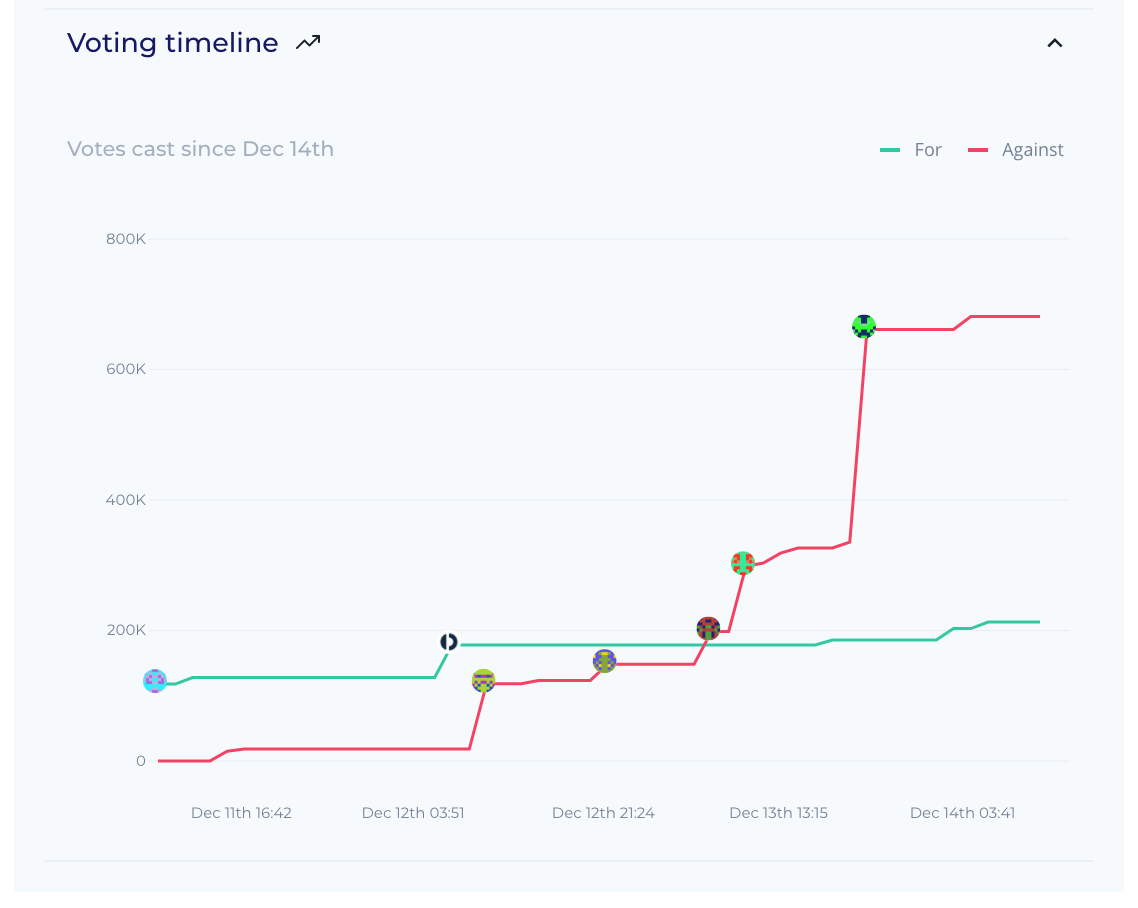 Voting timeline
Votes cast since Dec 14th
For Against
800K
600K
400K
200K
0
Dec 11th 16:42 Dec 12th 03:51 Dec 12th 21:24 Dec 13th 13:15 Dec 14th 03:41